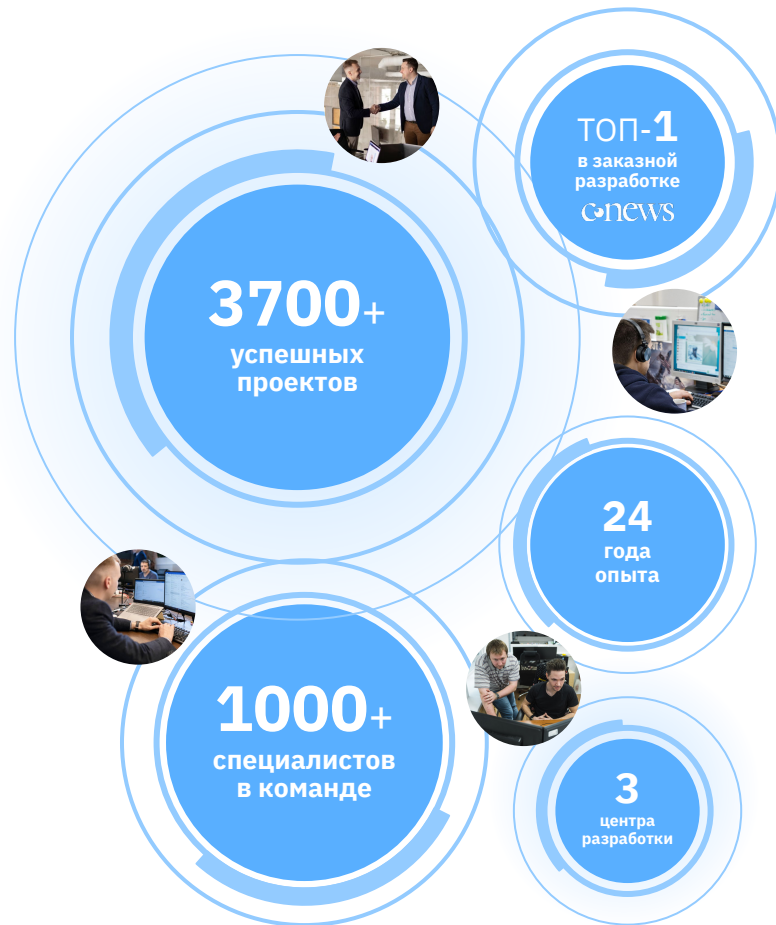 ТОП-1
в заказной
разработке
cnews
3700+
успешных
проектов
24
года
опыта
1000+
специалистов
в команде
3
центра
разработки